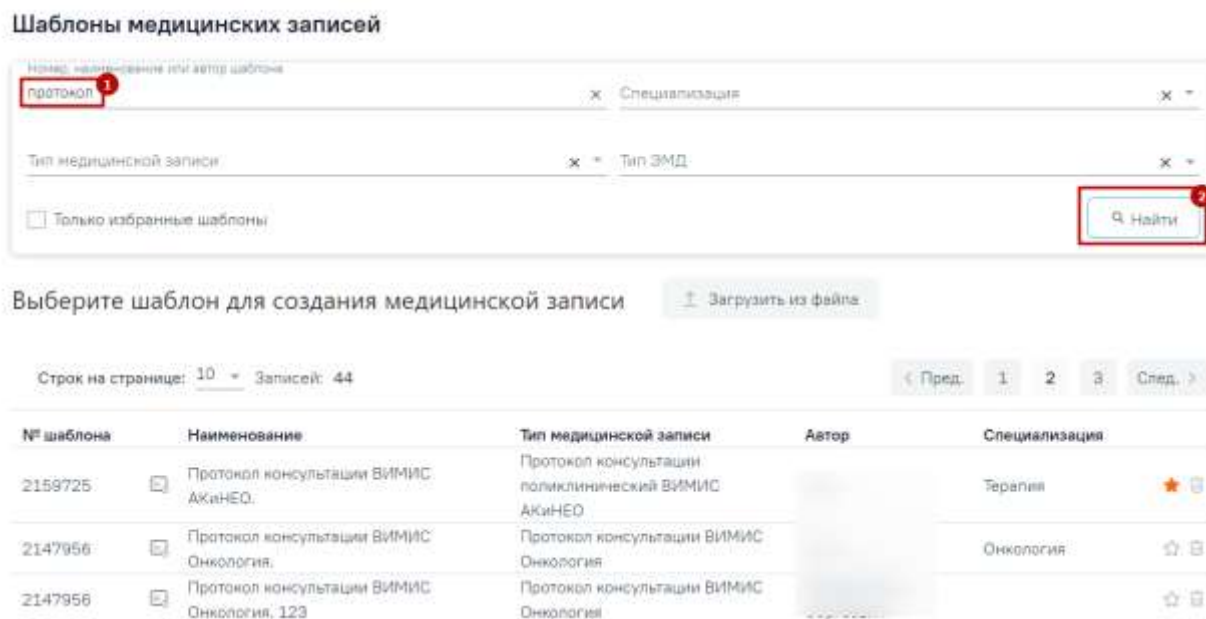 Шаблоны медицинских записей
Номер, наименование или автор шаблона
протокол
1
Специализация
Тип медицинской записи
Тип ЭМД
Только избранные шаблоны
2
Найти
Выберите шаблон для создания медицинской записи
Загрузить из файла
Строк на странице: 10 Записей: 44
< Пред. 1 2 3 След. >
№ шаблона Наименование Тип медицинской записи Автор Специализация
2159725 Протокол консультации ВИМИС АКиНЕО. Протокол консультации поликлинический ВИМИС АКиНЕО Терапия
2147956 Протокол консультации ВИМИС Онкология. Протокол консультации ВИМИС Онкология Онкология
2147956 Протокол консультации ВИМИС Онкология. 123 Протокол консультации ВИМИС Онкология